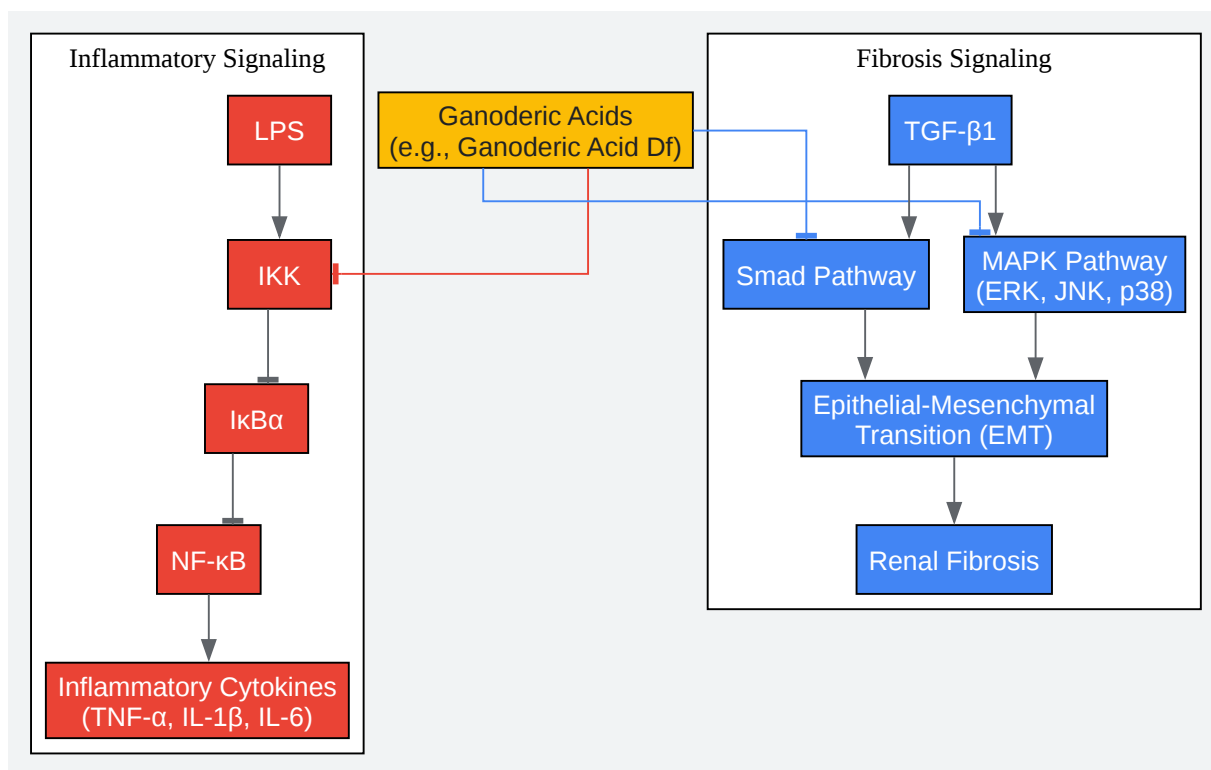 Inflammatory Signaling
LPS
IKK
IκBα
NF-κB
Inflammatory Cytokines
(TNF-α, IL-1β, IL-6)
Ganoderic Acids
(e.g., Ganoderic Acid Df)
Fibrosis Signaling
TGF-β1
Smad Pathway
MAPK Pathway
(ERK, JNK, p38)
Epithelial-Mesenchymal
Transition (EMT)
Renal Fibrosis